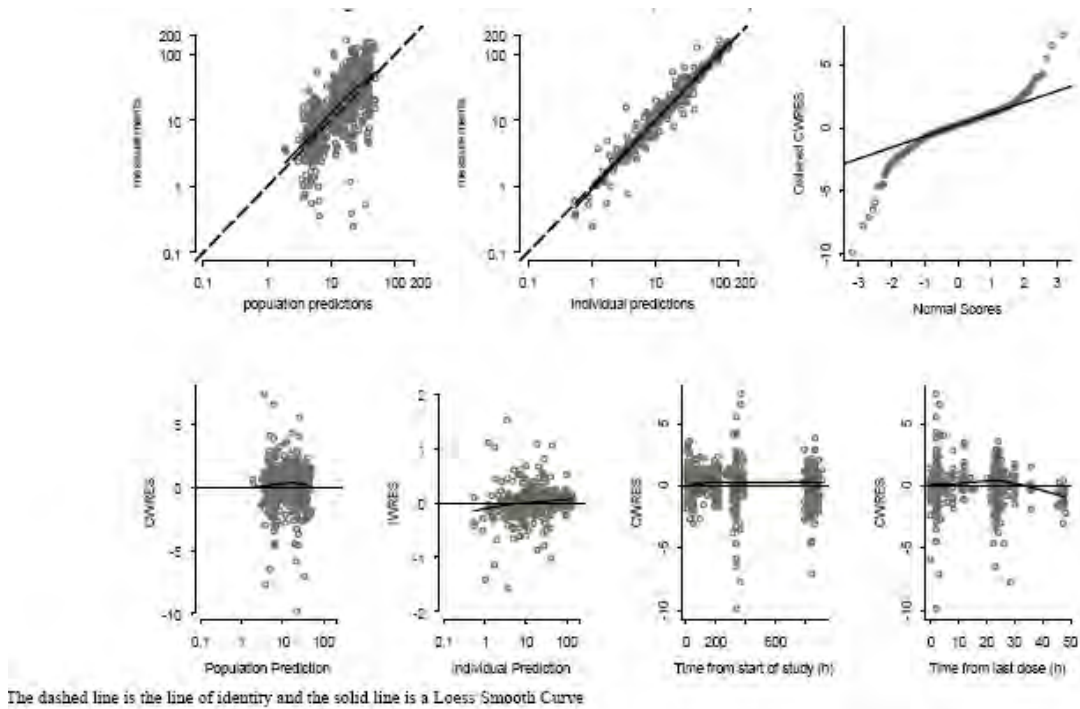 200
100
10
1
0.1
measurements
0.1 1 10 100 200
population predictions
200
100
10
1
0.1
measurements
0.1 1 10 100 200
Individual predictions
5
0
-5
-10
Ordered CWRES
-3 -2 -1 0 1 2 3
Normal Scores
5
0
-5
-10
CWRES
0.1 1 10 100
Population Prediction
2
1
0
-1
-2
IWRES
0.1 1 10 100
Individual Prediction
5
0
-5
-10
CWRES
0 200 600
Time from start of study (h)
5
0
-5
-10
CWRES
0 10 20 30 40 50
Time from last dose (h)
The dashed line is the line of identity and the solid line is a Loess Smooth Curve